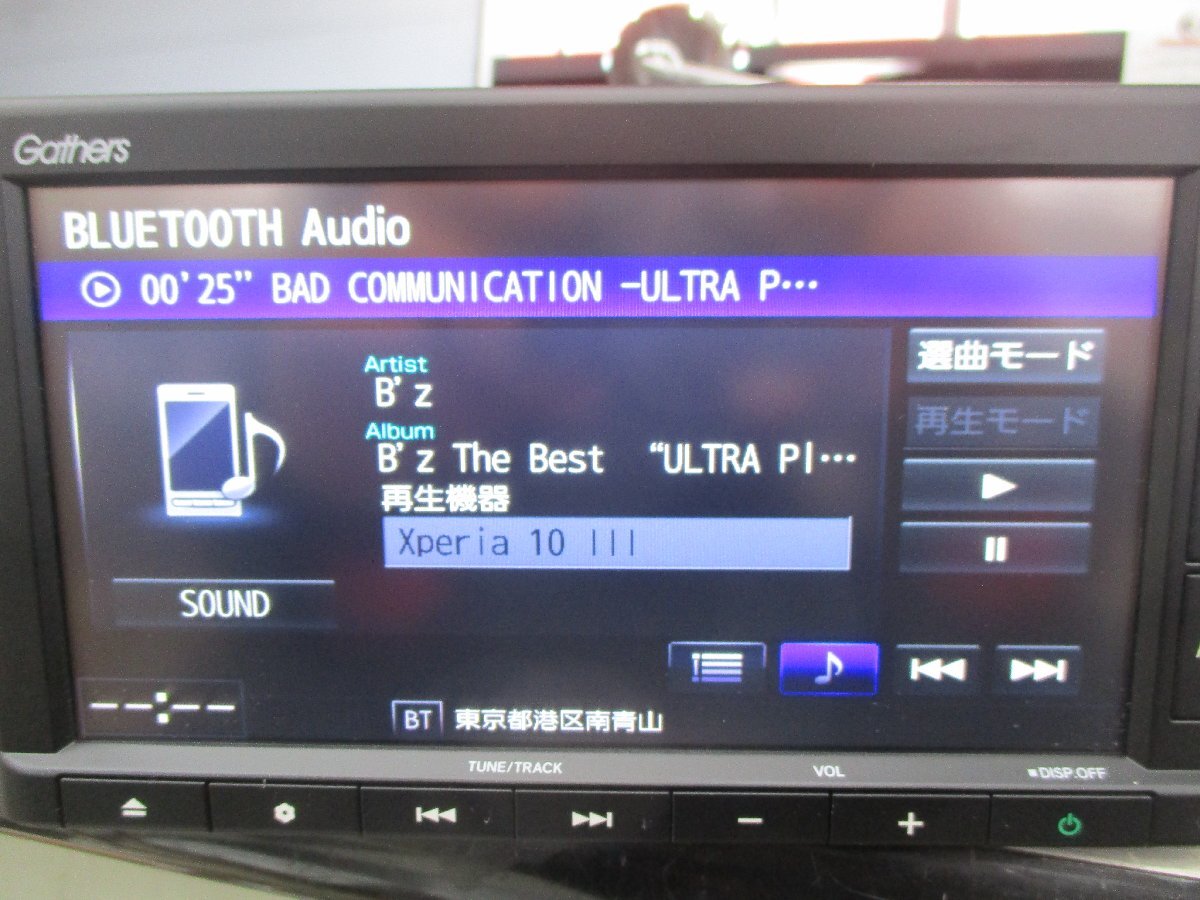 Gathers
BLUETOOTH Audio
00'25" BAD COMMUNICATION -ULTRA P…
選曲モード
Artist
B'z
再生モード
Album
B'z The Best “ULTRA Pl…
再生機器
Xperia 10 III
SOUND
--:--
BT 東京都港区南青山
TUNE/TRACK
VOL
■DISP.OFF